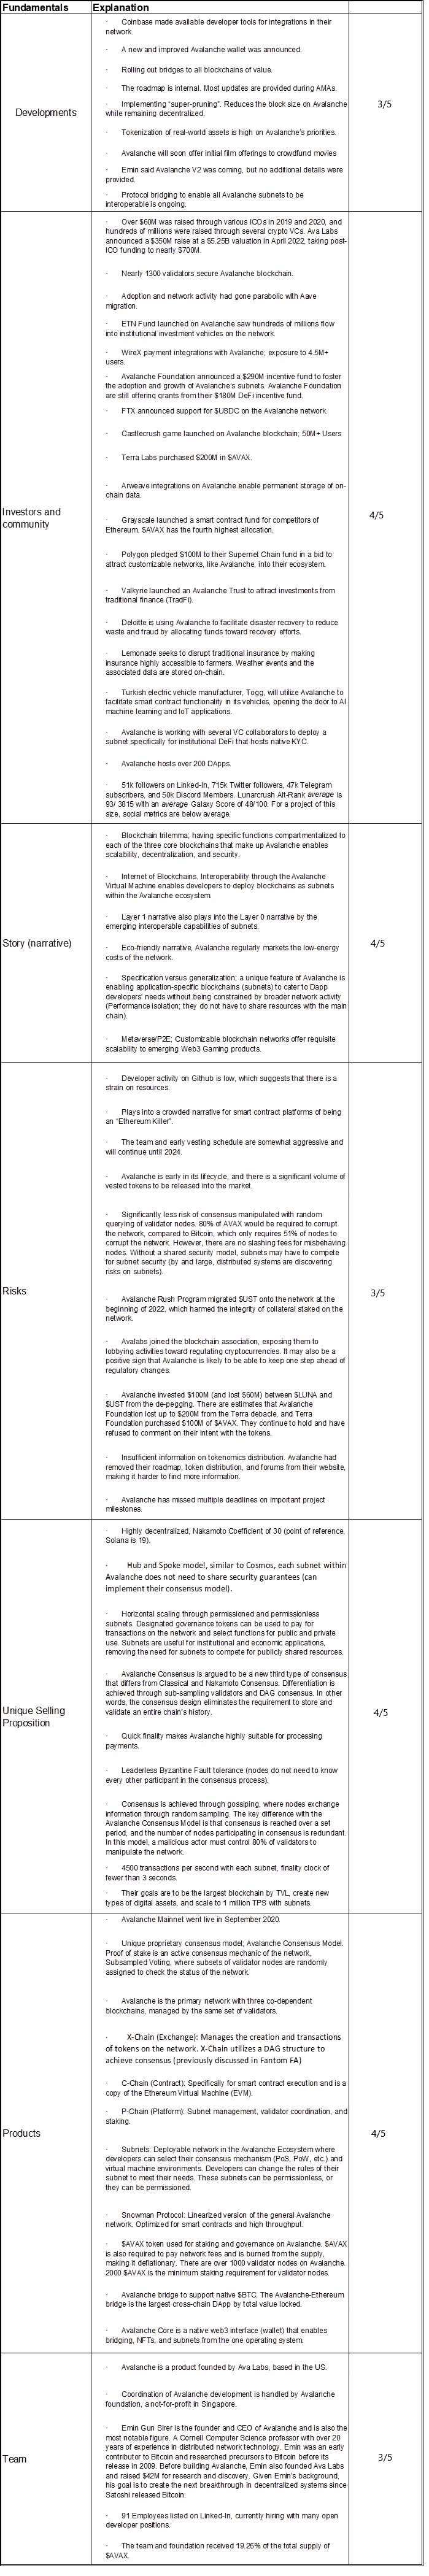 Fundamentals
Explanation
Developments
· Coinbase made available developer tools for integrations in their
network.
· A new and improved Avalanche wallet was announced.
· Rolling out bridges to all blockchains of value.
· The roadmap is internal. Most updates are provided during AMAs.
· Implementing "super-pruning". Reduces the block size on Avalanche
while remaining decentralized.
· Tokenization of real-world assets is high on Avalanche's priorities.
· Avalanche will soon offer initial film offerings to crowdfund movies
· Emin said Avalanche V2 was coming, but no additional details were
provided.
· Protocol bridging to enable all Avalanche subnets to be
interoperable is ongoing.
3/5
Investors and
community
· Over $60M was raised through various ICOs in 2019 and 2020, and
hundreds of millions were raised through several crypto VCs. Ava Labs
announced a $350M raise at a $5.25B valuation in April 2022, taking post-
ICO funding to nearly $700M.
· Nearly 1300 validators secure Avalanche blockchain.
· Adoption and network activity had gone parabolic with Aave
migration.
· ETN Fund launched on Avalanche saw hundreds of millions flow
into institutional investment vehicles on the network.
· WireX payment integrations with Avalanche; exposure to 4.5M+
users.
· Avalanche Foundation announced a $290M incentive fund to foster
the adoption and growth of Avalanche's subnets. Avalanche Foundation
are still offering grants from their $180M DeFi incentive fund.
· FTX announced support for $USDC on the Avalanche network.
· Castlecrush game launched on Avalanche blockchain; 50M+ Users
· Terra Labs purchased $200M in $AVAX.
· Arweave integrations on Avalanche enable permanent storage of on-
chain data.
· Grayscale launched a smart contract fund for competitors of
Ethereum. $AVAX has the fourth highest allocation.
· Polygon pledged $100M to their Supernet Chain fund in a bid to
attract customizable networks, like Avalanche, into their ecosystem.
· Valkyrie launched an Avalanche Trust to attract investments from
traditional finance (TradFi).
· Deloitte is using Avalanche to facilitate disaster recovery to reduce
waste and fraud by allocating funds toward recovery efforts.
· Lemonade seeks to disrupt traditional insurance by making
insurance highly accessible to farmers. Weather events and the
associated data are stored on-chain.
· Turkish electric vehicle manufacturer, Togg, will utilize Avalanche to
facilitate smart contract functionality in its vehicles, opening the door to AI
machine learning and IoT applications.
· Avalanche is working with several VC collaborators to deploy a
subnet specifically for institutional DeFi that hosts native KYC.
· Avalanche hosts over 200 DApps.
· 51k followers on Linked-In, 715k Twitter followers, 47k Telegram
subscribers, and 50k Discord Members. Lunarcrush Alt-Rank average is
93/ 3815 with an average Galaxy Score of 48/100. For a project of this
size, social metrics are below average.
4/5
Story (narrative)
· Blockchain trilemma; having specific functions compartmentalized to
each of the three core blockchains that make up Avalanche enables
scalability, decentralization, and security.
· Internet of Blockchains. Interoperability through the Avalanche
Virtual Machine enables developers to deploy blockchains as subnets
within the Avalanche ecosystem.
· Layer 1 narrative also plays into the Layer 0 narrative by the
emerging interoperable capabilities of subnets.
· Eco-friendly narrative, Avalanche regularly markets the low-energy
costs of the network.
· Specification versus generalization; a unique feature of Avalanche is
enabling application-specific blockchains (subnets) to cater to Dapp
developers' needs without being constrained by broader network activity
(Performance isolation; they do not have to share resources with the main
chain).
· Metaverse/P2E; Customizable blockchain networks offer requisite
scalability to emerging Web3 Gaming products.
4/5
Risks
· Developer activity on Github is low, which suggests that there is a
strain on resources.
· Plays into a crowded narrative for smart contract platforms of being
an "Ethereum Killer".
· The team and early vesting schedule are somewhat aggressive and
will continue until 2024.
· Avalanche is early in its lifecycle, and there is a significant volume of
vested tokens to be released into the market.
· Significantly less risk of consensus manipulated with random
querying of validator nodes. 80% of AVAX would be required to corrupt
the network, compared to Bitcoin, which only requires 51% of nodes to
corrupt the network. However, there are no slashing fees for misbehaving
nodes. Without a shared security model, subnets may have to compete
for subnet security (by and large, distributed systems are discovering
risks on subnets).
· Avalanche Rush Program migrated $UST onto the network at the
beginning of 2022, which harmed the integrity of collateral staked on the
network.
· Avalabs joined the blockchain association, exposing them to
lobbying activities toward regulating cryptocurrencies. It may also be a
positive sign that Avalanche is likely to be able to keep one step ahead of
regulatory changes.
· Avalanche invested $100M (and lost $60M) between $LUNA and
$UST from the de-pegging. There are estimates that Avalanche
Foundation lost up to $200M from the Terra debacle, and Terra
Foundation purchased $100M of $AVAX. They continue to hold and have
refused to comment on their intent with the tokens.
· Insufficient information on tokenomics distribution. Avalanche had
removed their roadmap, token distribution, and forums from their website,
making it harder to find more information.
· Avalanche has missed multiple deadlines on important project
milestones.
3/5
Unique Selling
Proposition
· Highly decentralized, Nakamoto Coefficient of 30 (point of reference,
Solana is 19).
· Hub and Spoke model, similar to Cosmos, each subnet within
Avalanche does not need to share security guarantees (can
implement their consensus model).
· Horizontal scaling through permissioned and permissionless
subnets. Designated governance tokens can be used to pay for
transactions on the network and select functions for public and private
use. Subnets are useful for institutional and economic applications,
removing the need for subnets to compete for publicly shared resources.
· Avalanche Consensus is argued to be a new third type of consensus
that differs from Classical and Nakamoto Consensus. Differentiation is
achieved through sub-sampling validators and DAG consensus. In other
words, the consensus design eliminates the requirement to store and
validate an entire chain's history.
· Quick finality makes Avalanche highly suitable for processing
payments.
· Leaderless Byzantine Fault tolerance (nodes do not need to know
every other participant in the consensus process).
· Consensus is achieved through gossiping, where nodes exchange
information through random sampling. The key difference with the
Avalanche Consensus Model is that consensus is reached over a set
period, and the number of nodes participating in consensus is redundant.
In this model, a malicious actor must control 80% of validators to
manipulate the network.
· 4500 transactions per second with each subnet, finality clock of
fewer than 3 seconds.
· Their goals are to be the largest blockchain by TVL, create new
types of digital assets, and scale to 1 million TPS with subnets.
4/5
Products
· Avalanche Mainnet went live in September 2020.
· Unique proprietary consensus model; Avalanche Consensus Model.
Proof of stake is an active consensus mechanic of the network,
Subsampled Voting, where subsets of validator nodes are randomly
assigned to check the status of the network.
· Avalanche is the primary network with three co-dependent
blockchains, managed by the same set of validators.
· X-Chain (Exchange): Manages the creation and transactions
of tokens on the network. X-Chain utilizes a DAG structure to
achieve consensus (previously discussed in Fantom FA)
· C-Chain (Contract): Specifically for smart contract execution and is a
copy of the Ethereum Virtual Machine (EVM).
· P-Chain (Platform): Subnet management, validator coordination, and
staking.
· Subnets: Deployable network in the Avalanche Ecosystem where
developers can select their consensus mechanism (PoS, PoW, etc.) and
virtual machine environments. Developers can change the rules of their
subnet to meet their needs. These subnets can be permissionless, or
they can be permissioned.
· Snowman Protocol: Linearized version of the general Avalanche
network. Optimized for smart contracts and high throughput.
· $AVAX token used for staking and governance on Avalanche. $AVAX
is also required to pay network fees and is burned from the supply,
making it deflationary. There are over 1000 validator nodes on Avalanche.
2000 $AVAX is the minimum staking requirement for validator nodes.
· Avalanche bridge to support native $BTC. The Avalanche-Ethereum
bridge is the largest cross-chain DApp by total value locked.
· Avalanche Core is a native web3 interface (wallet) that enables
bridging, NFTs, and subnets from the one operating system.
4/5
Team
· Avalanche is a product founded by Ava Labs, based in the US.
· Coordination of Avalanche development is handled by Avalanche
foundation, a not-for-profit in Singapore.
· Emin Gun Sirer is the founder and CEO of Avalanche and is also the
most notable figure. A Cornell Computer Science professor with over 20
years of experience in distributed network technology. Emin was an early
contributor to Bitcoin and researched precursors to Bitcoin before its
release in 2009. Before building Avalanche, Emin also founded Ava Labs
and raised $42M for research and discovery. Given Emin's background,
his goal is to create the next breakthrough in decentralized systems since
Satoshi released Bitcoin.
· 91 Employees listed on Linked-In, currently hiring with many open
developer positions.
· The team and foundation received 19.26% of the total supply of
$AVAX.
3/5